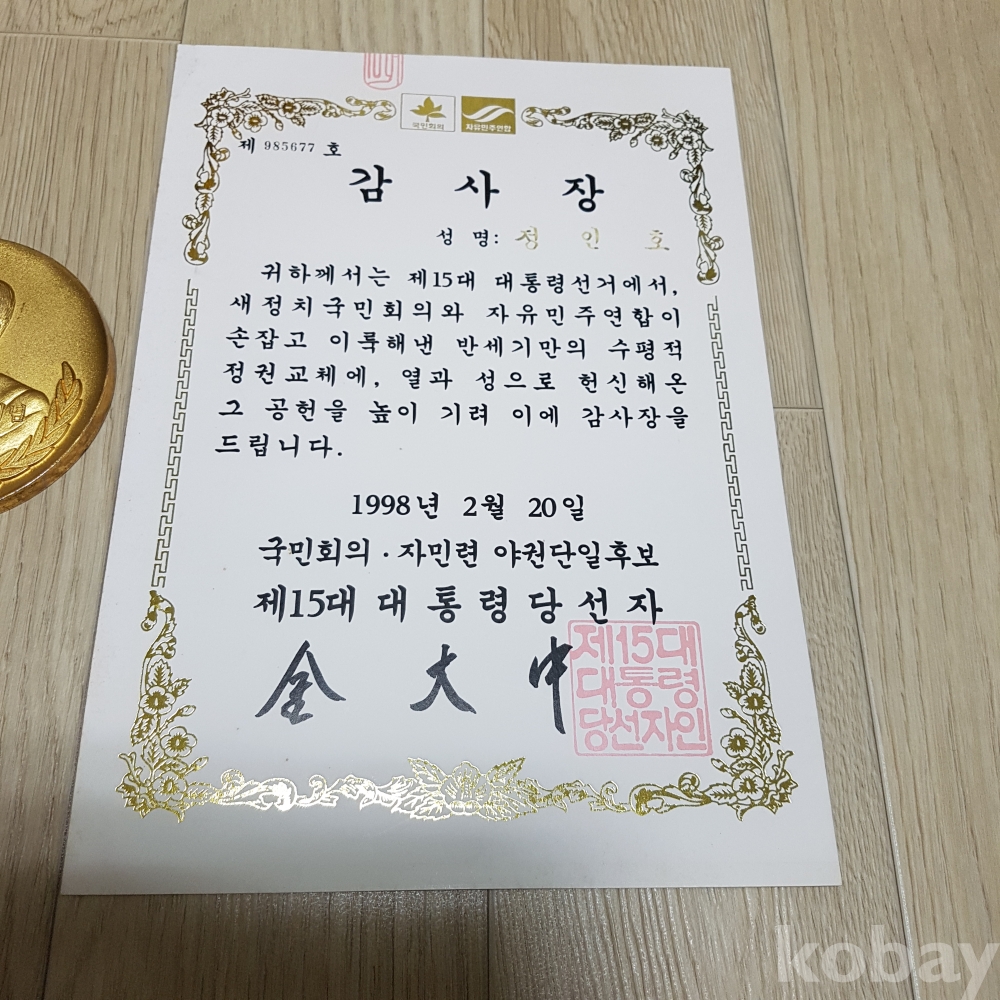 국민회의
자유민주연합
제 985677 호
감 사 장
성 명: 정 인 호
귀하께서는 제15대 대통령선거에서,
새정치국민회의와 자유민주연합이
손잡고 이룩해낸 반세기만의 수평적
정권교체에, 열과 성으로 헌신해온
그 공헌을 높이 기려 이에 감사장을
드립니다.
1998년 2월 20일
국민회의 · 자민련 야권단일후보
제15대 대통령당선자
金 大 中
제15대
대통령
당선자인
kobay